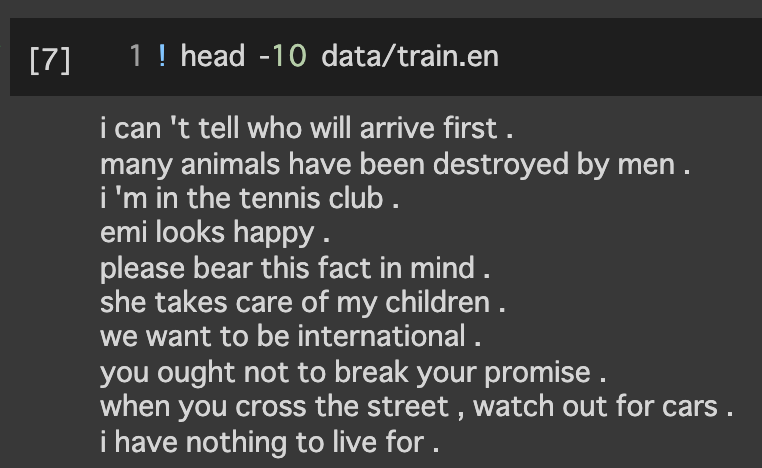 [7] 1 ! head -10 data/train.en
i can 't tell who will arrive first .
many animals have been destroyed by men .
i 'm in the tennis club .
emi looks happy .
please bear this fact in mind .
she takes care of my children .
we want to be international .
you ought not to break your promise .
when you cross the street , watch out for cars .
i have nothing to live for .